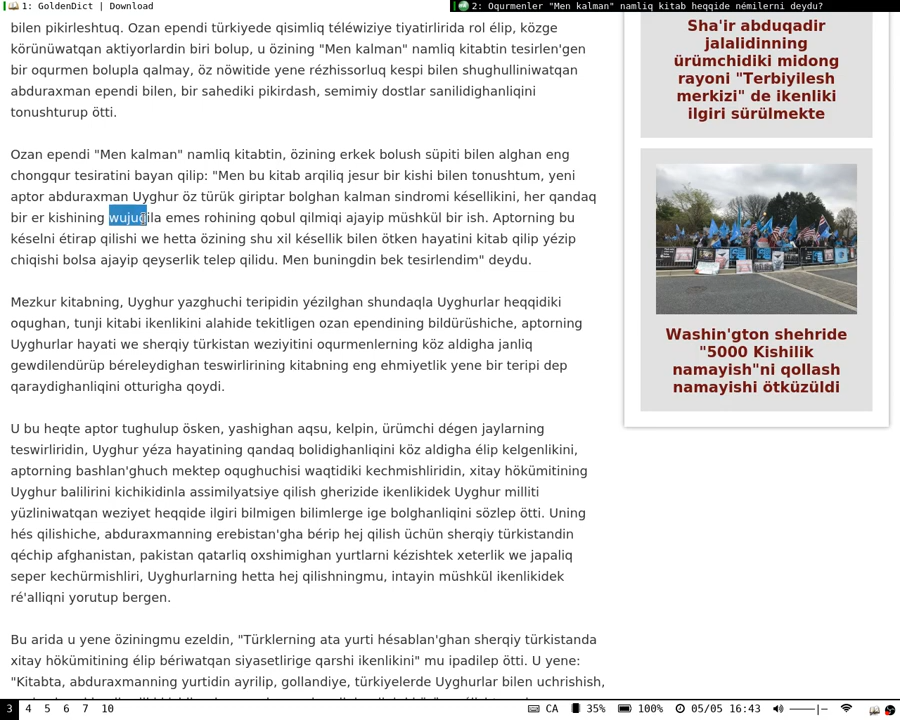 1: GoldenDict | Download
2: Oqurmenler "Men kalman" namliq kitab heqqide némilerni deydu?
bilen pikirleshtuq. Ozan ependi türkiyede qisimliq téléwiziye tiyatirlirida rol élip, közge
körünüwatqan aktiyorlardin biri bolup, u özining "Men kalman" namliq kitabtin tesirlen'gen
bir oqurmen bolupla qalmay, öz nöwitide yene rézhissorluq kespi bilen shughulliniwatqan
abduraxman ependi bilen, bir sahediki pikirdash, semimiy dostlar sanilidighanliqini
tonushturup ötti.
Ozan ependi "Men kalman" namliq kitabtin, özining erkek bolush süpiti bilen alghan eng
chongqur tesiratini bayan qilip: "Men bu kitab arqiliq jesur bir kishi bilen tonushtum, yeni
aptor abduraxman Uyghur öz türük giriptar bolghan kalman sindromi késellikini, her qandaq
bir er kishining wujudila emes rohining qobul qilmiqi ajayip müshkül bir ish. Aptorning bu
késelni étirap qilishi we hetta özining shu xil késellik bilen ötken hayatini kitab qilip yézip
chiqishi bolsa ajayip qeyserlik telep qilidu. Men buningdin bek tesirlendim" deydu.
Mezkur kitabning, Uyghur yazghuchi teripidin yézilghan shundaqla Uyghurlar heqqidiki
oqughan, tunji kitabi ikenlikini alahide tekitligen ozan ependining bildürüshiche, aptorning
Uyghurlar hayati we sherqiy türkistan weziyitini oqurmenlerning köz aldigha janliq
gewdilendürüp béreleydighan teswirlirining kitabning eng ehmiyetlik yene bir teripi dep
qaraydighanliqini otturigha qoydi.
U bu heqte aptor tughulup ösken, yashighan aqsu, kelpin, ürümchi dégen jaylarning
teswirliridin, Uyghur yéza hayatining qandaq bolidighanliqini köz aldigha élip kelgenlikini,
aptorning bashlan'ghuch mektep oqughuchisi waqtidiki kechmishliridin, xitay hökümitining
Uyghur balilirini kichikidinla assimilyatsiye qilish gherizide ikenlikidek Uyghur milliti
yüzliniwatqan weziyet heqqide ilgiri bilmigen bilimlerge ige bolghanliqini sözlep ötti. Uning
hés qilishiche, abduraxmanning erebistan'gha bérip hej qilish üchün sherqiy türkistandin
qéchip afghanistan, pakistan qatarliq oxshimighan yurtlarni kézishtek xeterlik we japaliq
seper kechürmishliri, Uyghurlarning hetta hej qilishningmu, intayin müshkül ikenlikidek
ré'alliqni yorutup bergen.
Bu arida u yene öziningmu ezeldin, "Türklerning ata yurti hésablan'ghan sherqiy türkistanda
xitay hökümitining élip bériwatqan siyasetlirige qarshi ikenlikini" mu ipadilep ötti. U yene:
"Kitabta, abduraxmanning yurtidin ayrilip, gollandiye, türkiyelerde Uyghurlar bilen uchrishish,
Sha'ir abduqadir
jalalidinning
ürümchidiki midong
rayoni "Terbiyilesh
merkizi" de ikenliki
ilgiri sürülmekte
Washin'gton shehride
"5000 Kishilik
namayish"ni qollash
namayishi ötküzüldi
3 4 5 6 7 10
CA 35% 100% 05/05 16:43